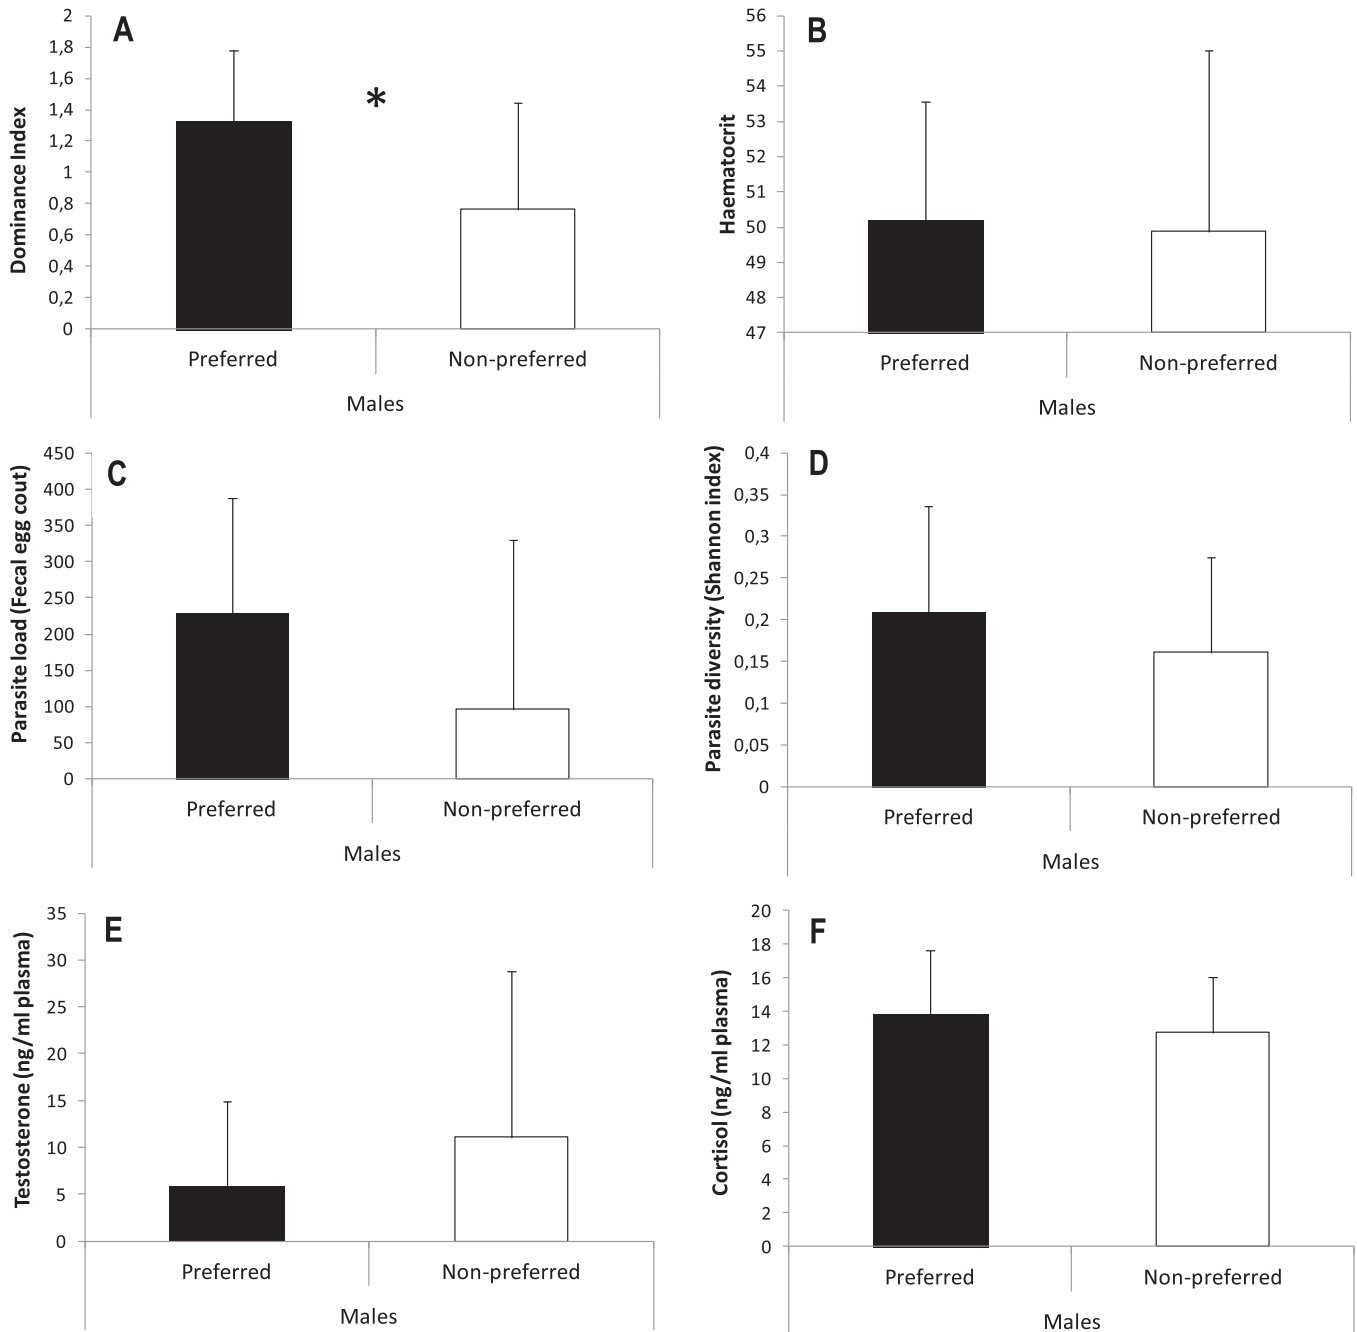 A
Dominance Index
2
1,8
1,6
1,4
1,2
1
0,8
0,6
0,4
0,2
0
*
Preferred
Non-preferred
Males
B
Haematocrit
56
55
54
53
52
51
50
49
48
47
Preferred
Non-preferred
Males
C
Parasite load (Fecal egg cout)
450
400
350
300
250
200
150
100
50
0
Preferred
Non-preferred
Males
D
Parasite diversity (Shannon index)
0,4
0,35
0,3
0,25
0,2
0,15
0,1
0,05
0
Preferred
Non-preferred
Males
E
Testosterone (ng/ml plasma)
35
30
25
20
15
10
5
0
Preferred
Non-preferred
Males
F
Cortisol (ng/ml plasma)
20
18
16
14
12
10
8
6
4
2
0
Preferred
Non-preferred
Males